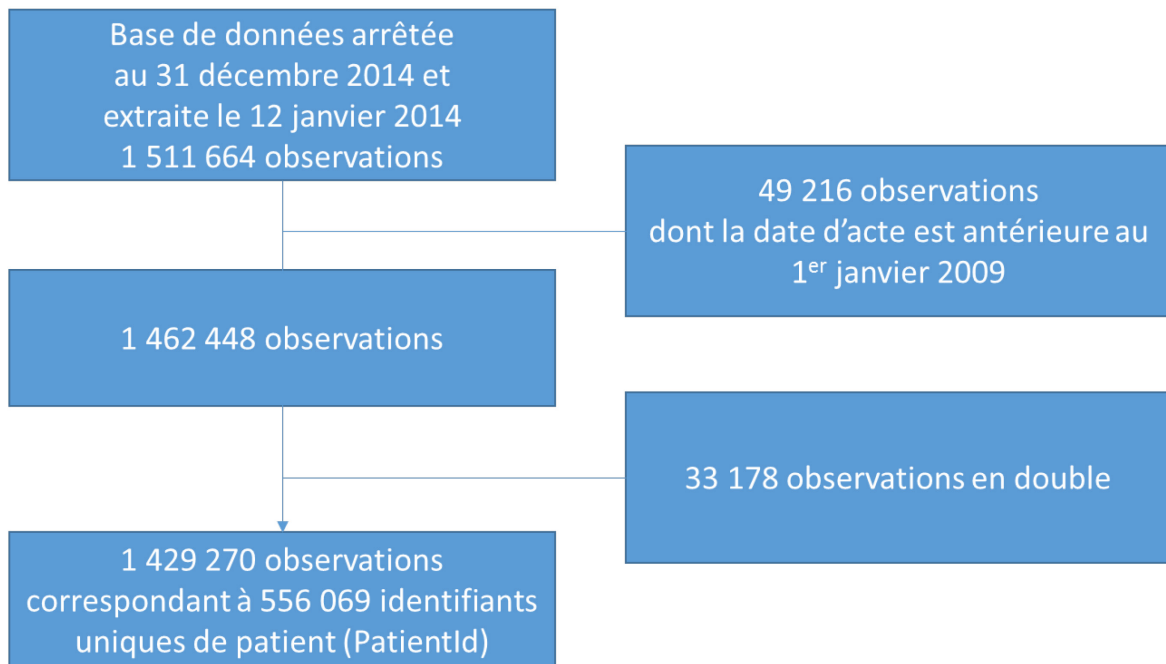 Base de données arrêtée
au 31 décembre 2014 et
extraite le 12 janvier 2014
1 511 664 observations
49 216 observations
dont la date d’acte est antérieure au
1er janvier 2009
1 462 448 observations
33 178 observations en double
1 429 270 observations
correspondant à 556 069 identifiants
uniques de patient (PatientId)